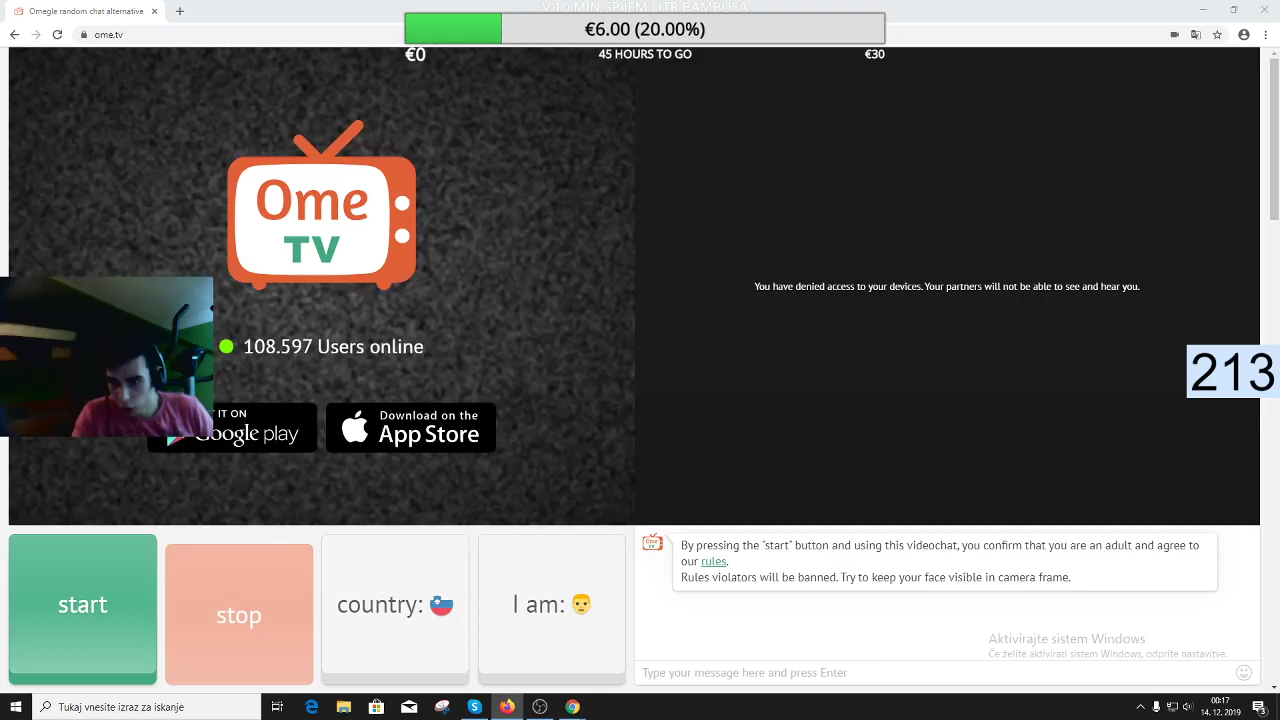 Omegle random chat alternative
V 10 MIN SPIJEM LITR BAMBUSA
ome.tv
€6.00 (20.00%)
€0
45 HOURS TO GO
€30
Ome
TV
You have denied access to your devices. Your partners will not be able to see and hear you.
108.597 Users online
213
IT ON
Google play
Download on the
App Store
start
stop
country:
I am:
Ome
TV
By pressing the "start" button and using this videochat, you confirm that you are an adult and agree to
our rules.
Rules violators will be banned. Try to keep your face visible in camera frame.
Aktivirajte sistem Windows
Če želite aktivirati sistem Windows, odprite nastavitve.
Type your message here and press Enter
Tukaj vnesite izraz za iskanje
00:17
14. 12. 2019